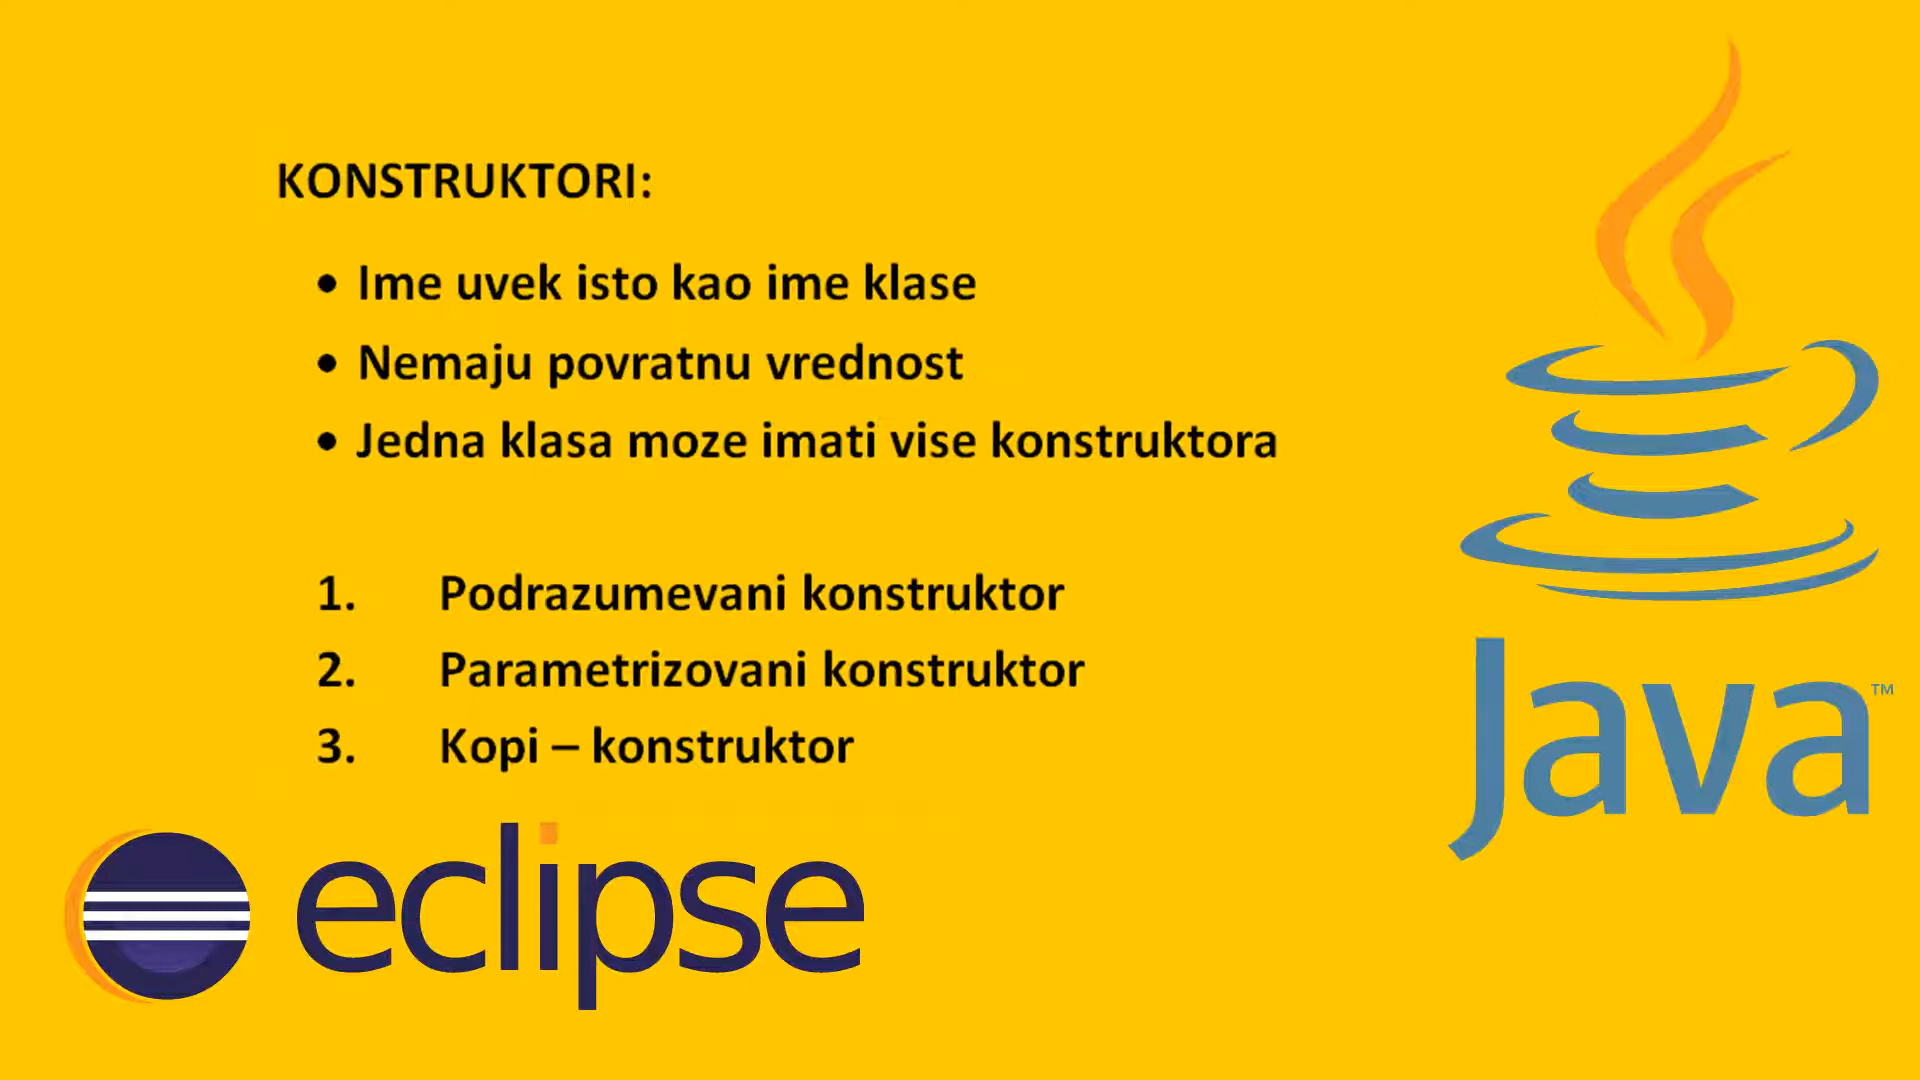 KONSTRUKTORI:
• Ime uvek isto kao ime klase
• Nemaju povratnu vrednost
• Jedna klasa moze imati vise konstruktora
1. Podrazumevani konstruktor
2. Parametrizovani konstruktor
3. Kopi – konstruktor
Java™
eclipse